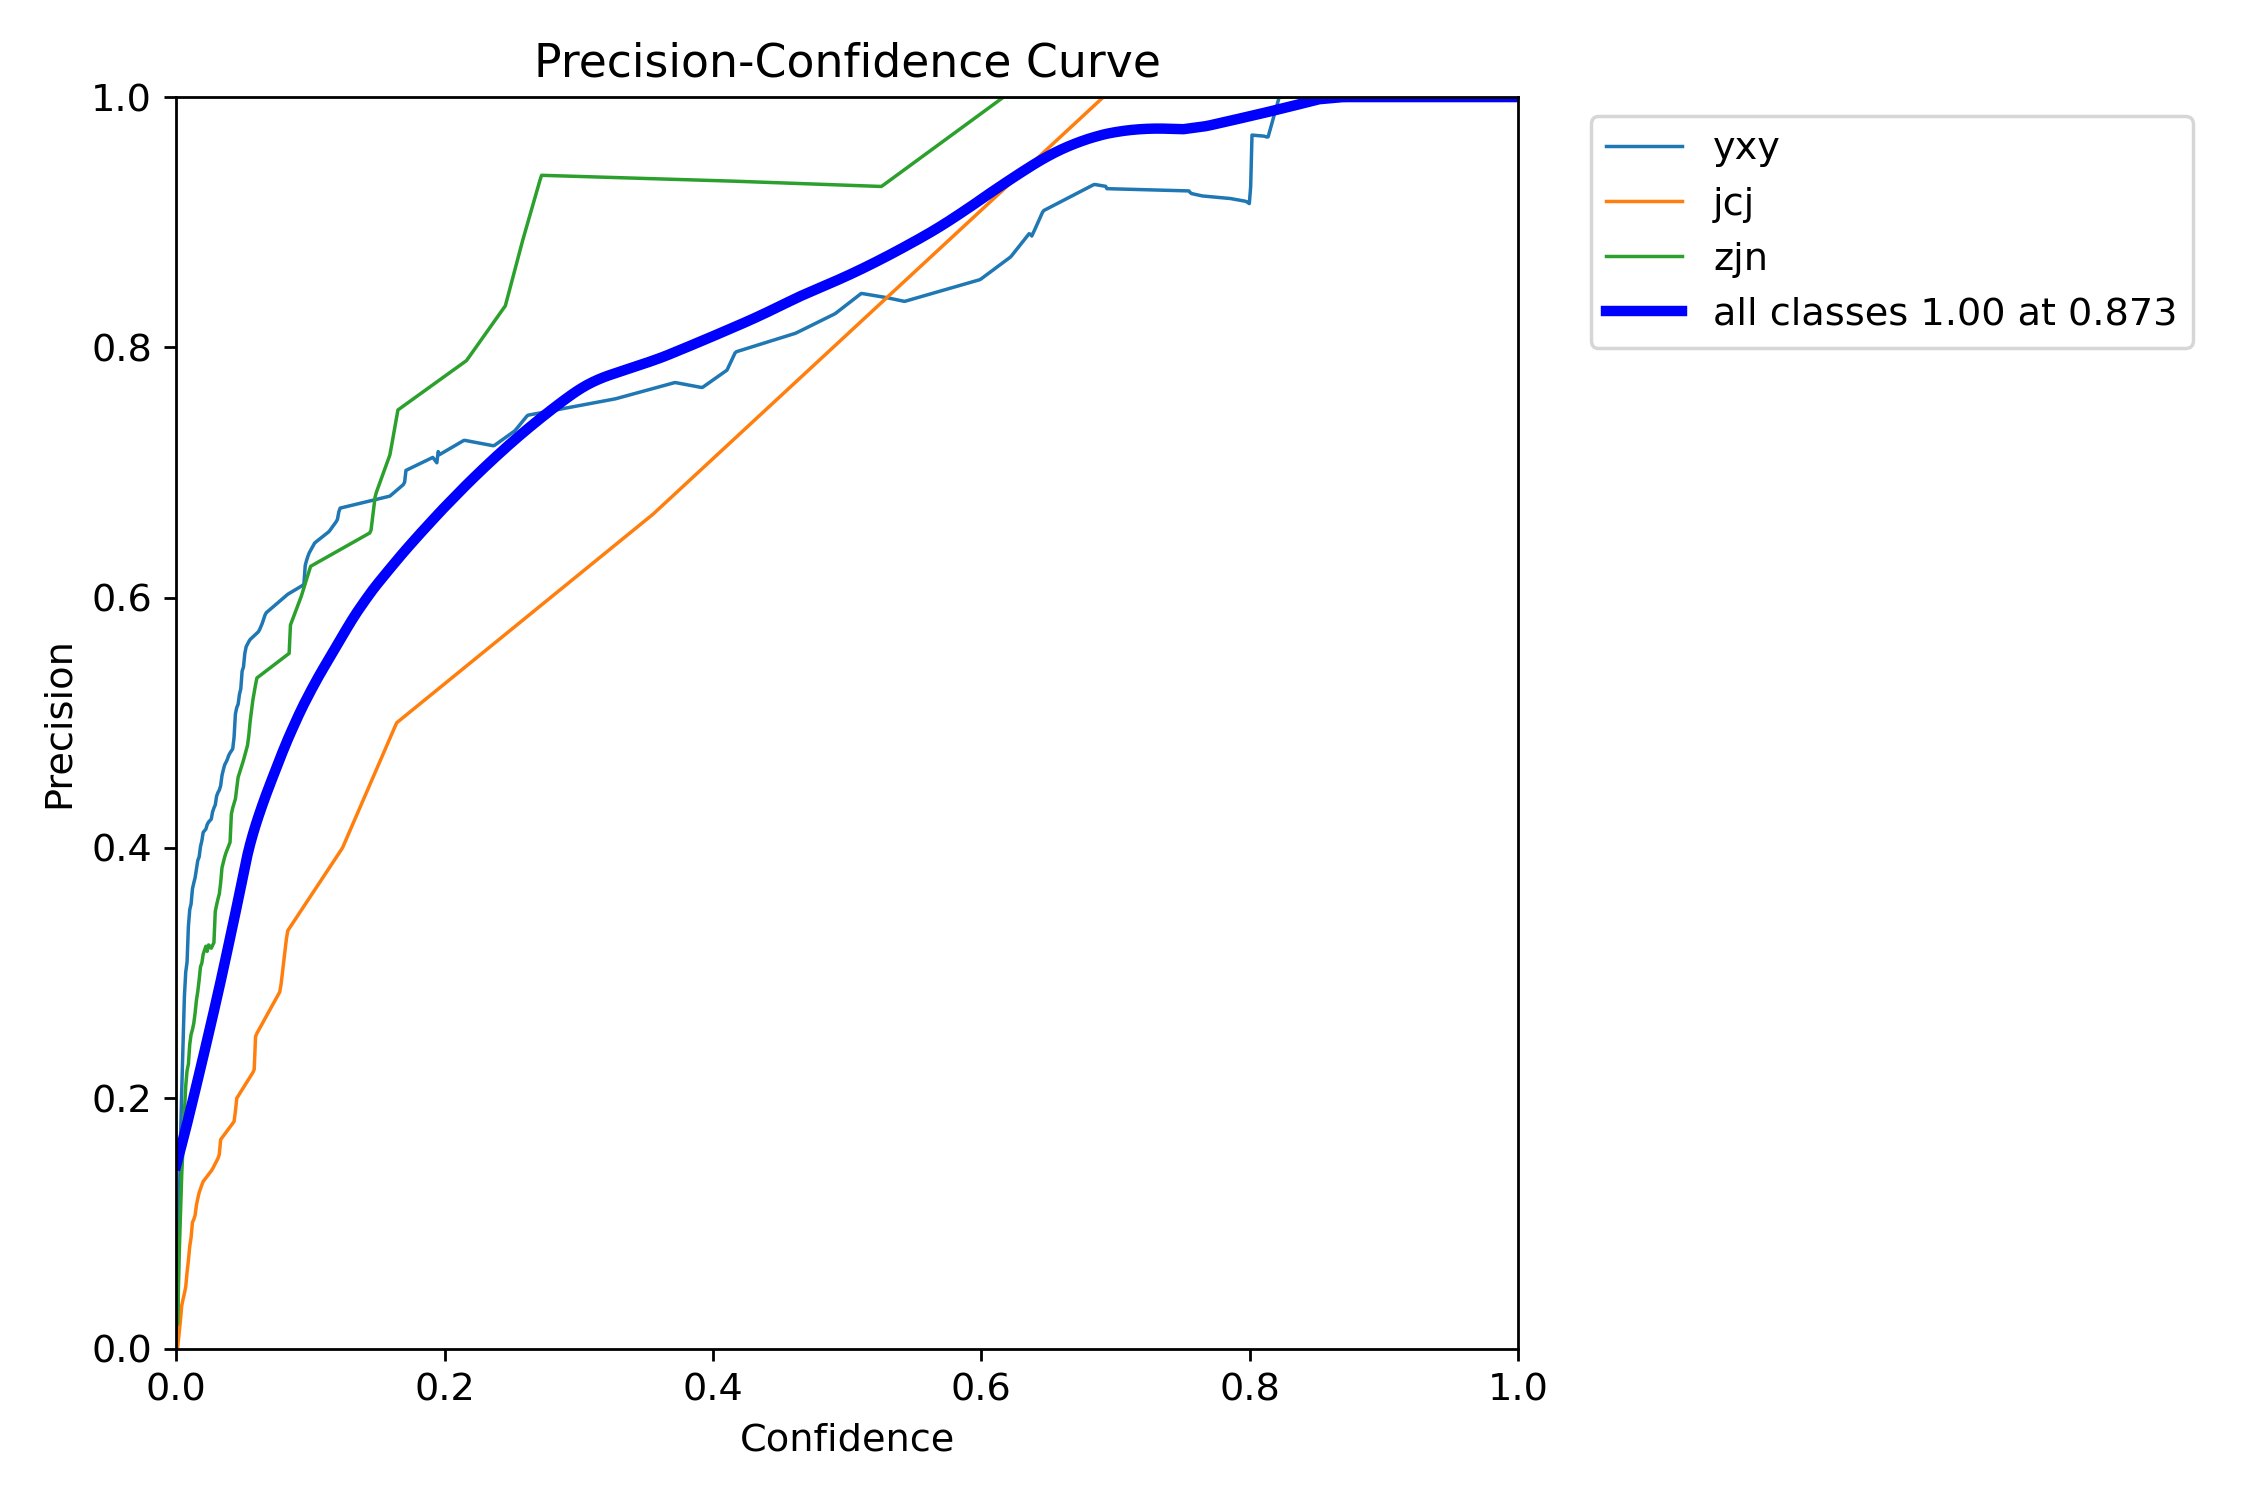 Precision-Confidence Curve
1.0
0.8
0.6
0.4
0.2
0.0
Precision
0.0 0.2 0.4 0.6 0.8 1.0
Confidence
yxy
jcj
zjn
all classes 1.00 at 0.873